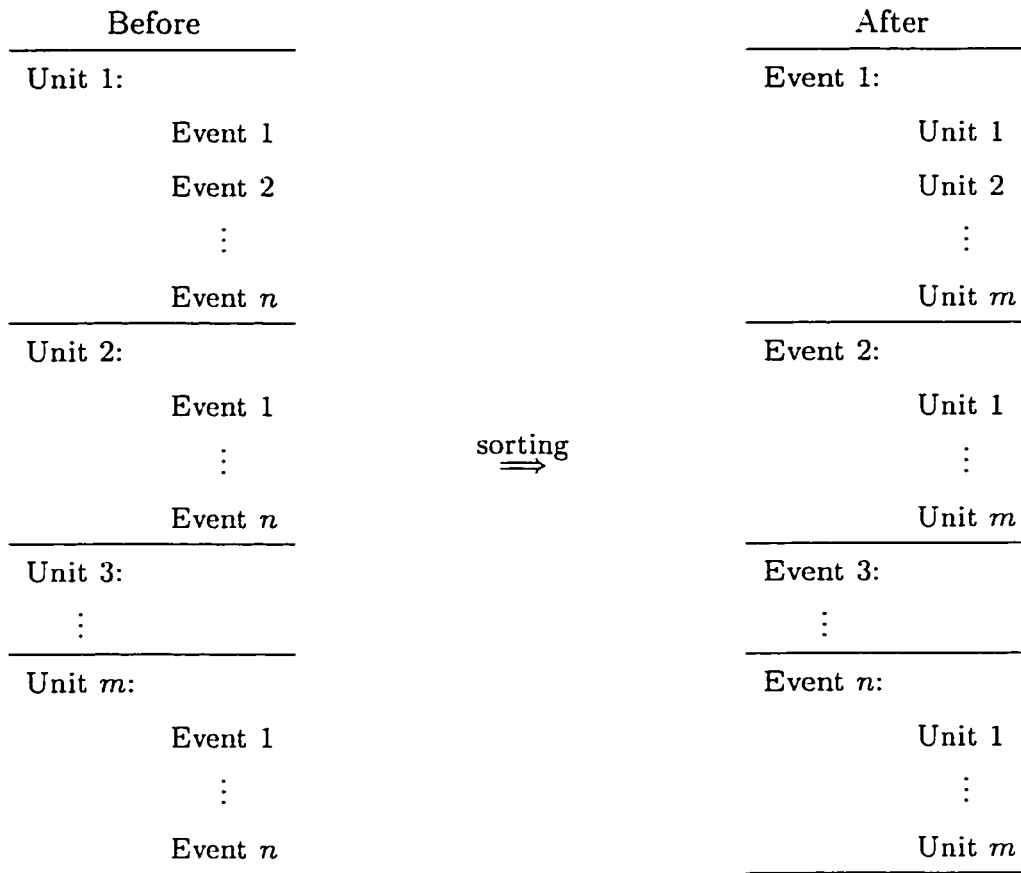 Before
Unit 1:
Event 1
Event 2
⋮
Event n
Unit 2:
Event 1
⋮
Event n
Unit 3:
⋮
Unit m:
Event 1
⋮
Event n
sorting
⟹
After
Event 1:
Unit 1
Unit 2
⋮
Unit m
Event 2:
Unit 1
⋮
Unit m
Event 3:
⋮
Event n:
Unit 1
⋮
Unit m